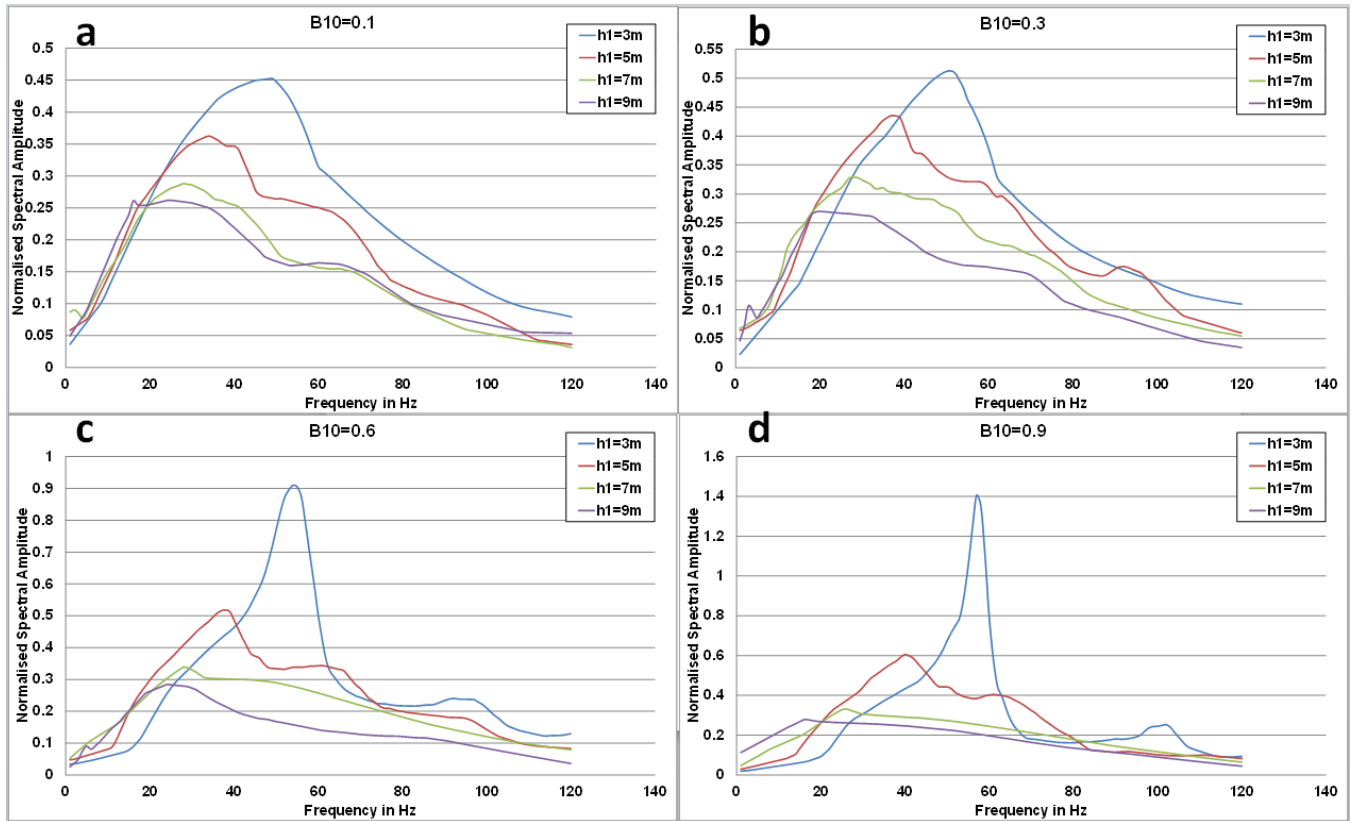 a
B10=0.1
h1=3m
h1=5m
h1=7m
h1=9m
Normalised Spectral Amplitude
0.5
0.45
0.4
0.35
0.3
0.25
0.2
0.15
0.1
0.05
0
0 20 40 60 80 100 120 140
Frequency in Hz
b
B10=0.3
h1=3m
h1=5m
h1=7m
h1=9m
Normalised Spectral Amplitude
0.55
0.5
0.45
0.4
0.35
0.3
0.25
0.2
0.15
0.1
0.05
0
0 20 40 60 80 100 120 140
Frequency in Hz
c
B10=0.6
h1=3m
h1=5m
h1=7m
h1=9m
Normalised Spectral Amplitude
1
0.9
0.8
0.7
0.6
0.5
0.4
0.3
0.2
0.1
0
0 20 40 60 80 100 120 140
Frequency in Hz
d
B10=0.9
h1=3m
h1=5m
h1=7m
h1=9m
Normalised Spectral Amplitude
1.6
1.4
1.2
1
0.8
0.6
0.4
0.2
0
0 20 40 60 80 100 120 140
Frequency in Hz